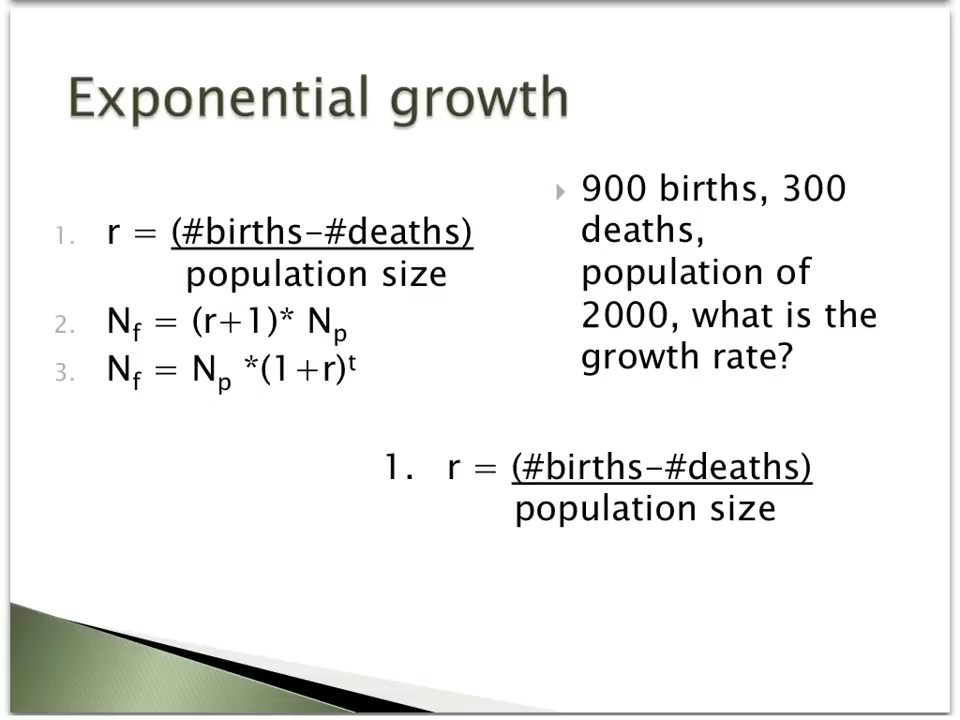 Exponential growth
1. r = (#births-#deaths)
population size
2. Nf = (r+1)* Np
3. Nf = Np *(1+r)t
900 births, 300
deaths,
population of
2000, what is the
growth rate?
1. r = (#births-#deaths)
population size